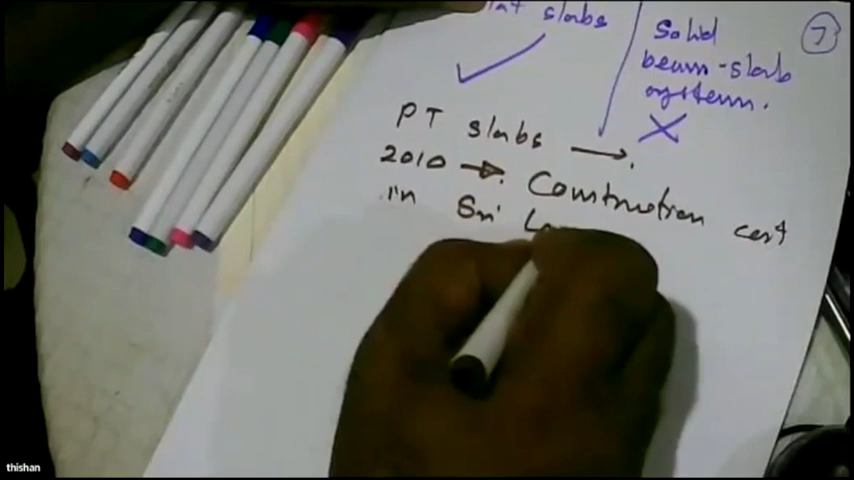 slabs
Solid
beam-slab
system.
7
PT slabs →.
2010 → . Construction cost
in Sri
thishan